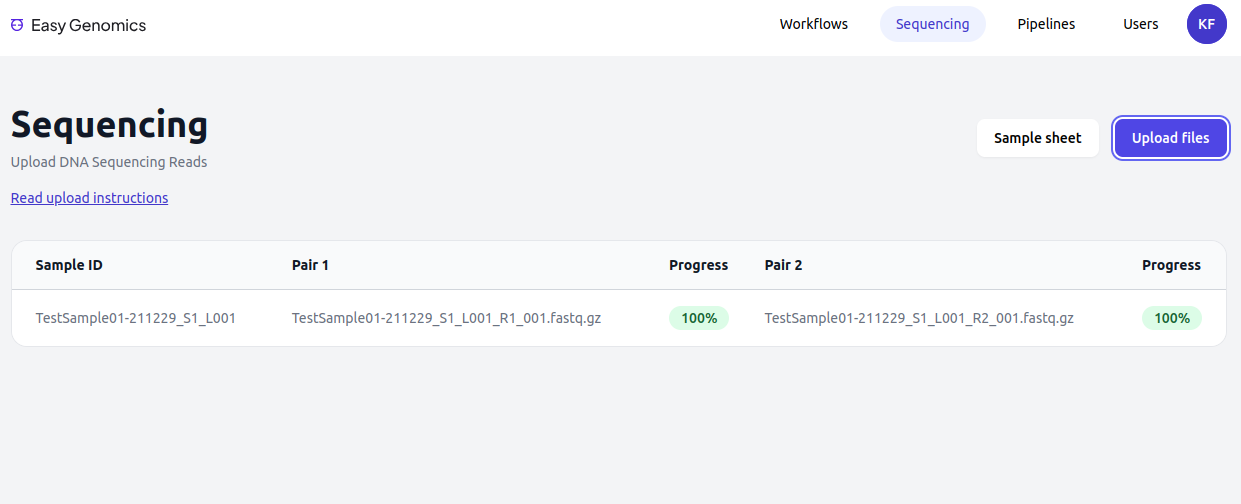 Easy Genomics
Workflows
Sequencing
Pipelines
Users
KF
Sequencing
Upload DNA Sequencing Reads
Read upload instructions
Sample sheet
Upload files
Sample ID Pair 1 Progress Pair 2 Progress
TestSample01-211229_S1_L001 TestSample01-211229_S1_L001_R1_001.fastq.gz 100% TestSample01-211229_S1_L001_R2_001.fastq.gz 100%